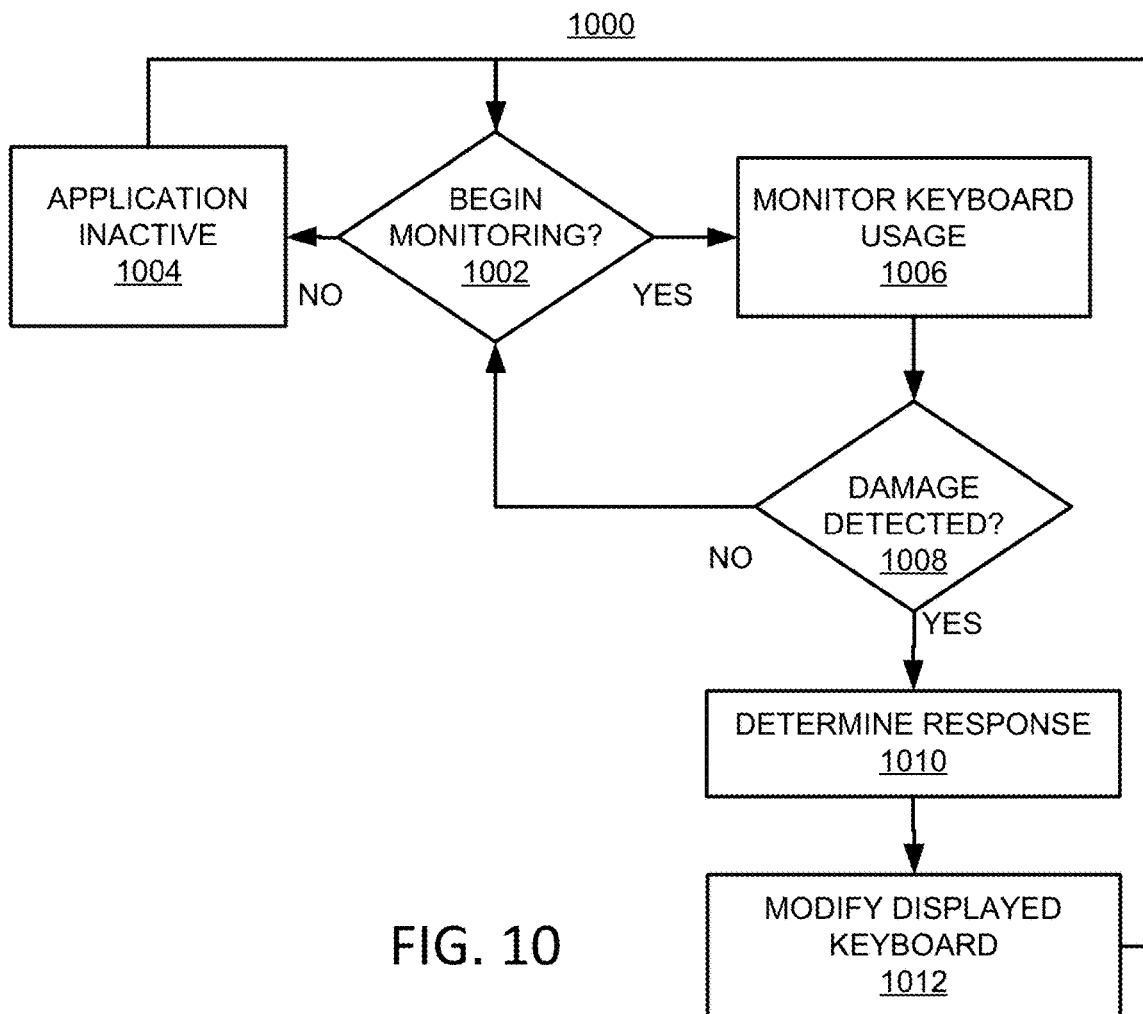 1000
APPLICATION
INACTIVE
1004
BEGIN
MONITORING?
1002
MONITOR KEYBOARD
USAGE
1006
NO
YES
DAMAGE
DETECTED?
1008
NO
YES
DETERMINE RESPONSE
1010
MODIFY DISPLAYED
KEYBOARD
1012
FIG. 10